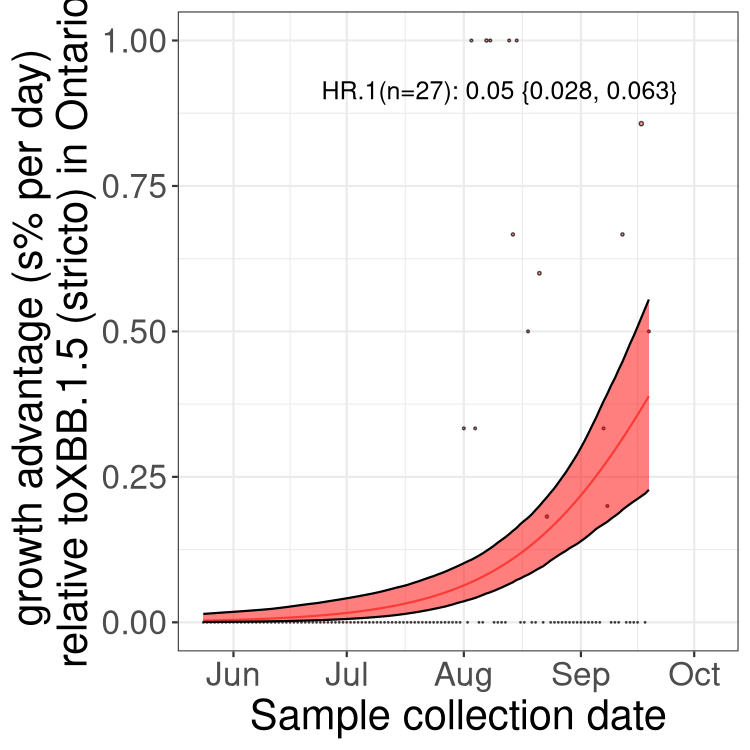 growth advantage (s% per day)
relative toXBB.1.5 (stricto) in Ontario
1.00
0.75
0.50
0.25
0.00
HR.1(n=27): 0.05 {0.028, 0.063}
Jun
Jul
Aug
Sep
Oct
Sample collection date